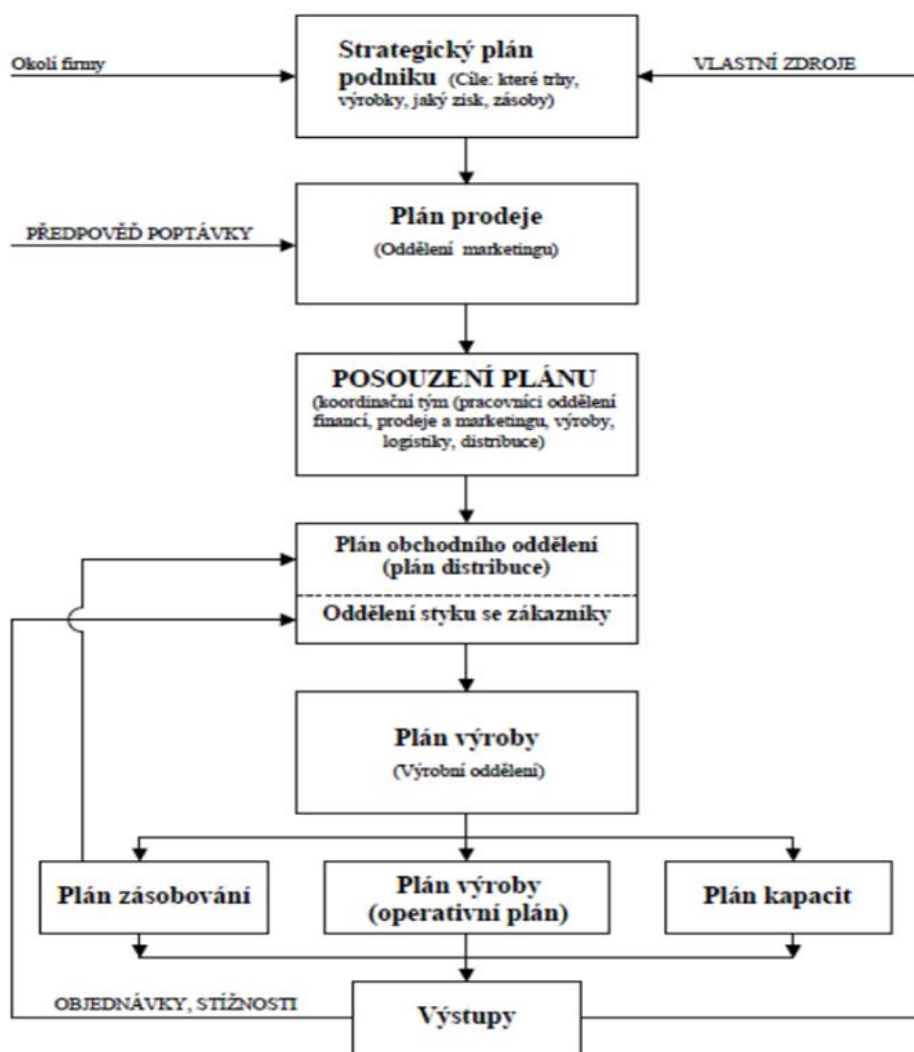 Strategický plán
podniku (Cíle: které trhy,
výrobky, jaký zisk, zásoby)
Okolí firmy
VLASTNÍ ZDROJE
Plán prodeje
(Oddělení marketingu)
PŘEDPOVĚĎ POPTÁVKY
POSOUZENÍ PLÁNU
(koordinační tým (pracovníci oddělení
financí, prodeje a marketingu, výroby,
logistiky, distribuce)
Plán obchodního oddělení
(plán distribuce)
Oddělení styku se zákazníky
Plán výroby
(Výrobní oddělení)
Plán zásobování
Plán výroby
(operativní plán)
Plán kapacit
OBJEDNÁVKY, STÍŽNOSTI
Výstupy